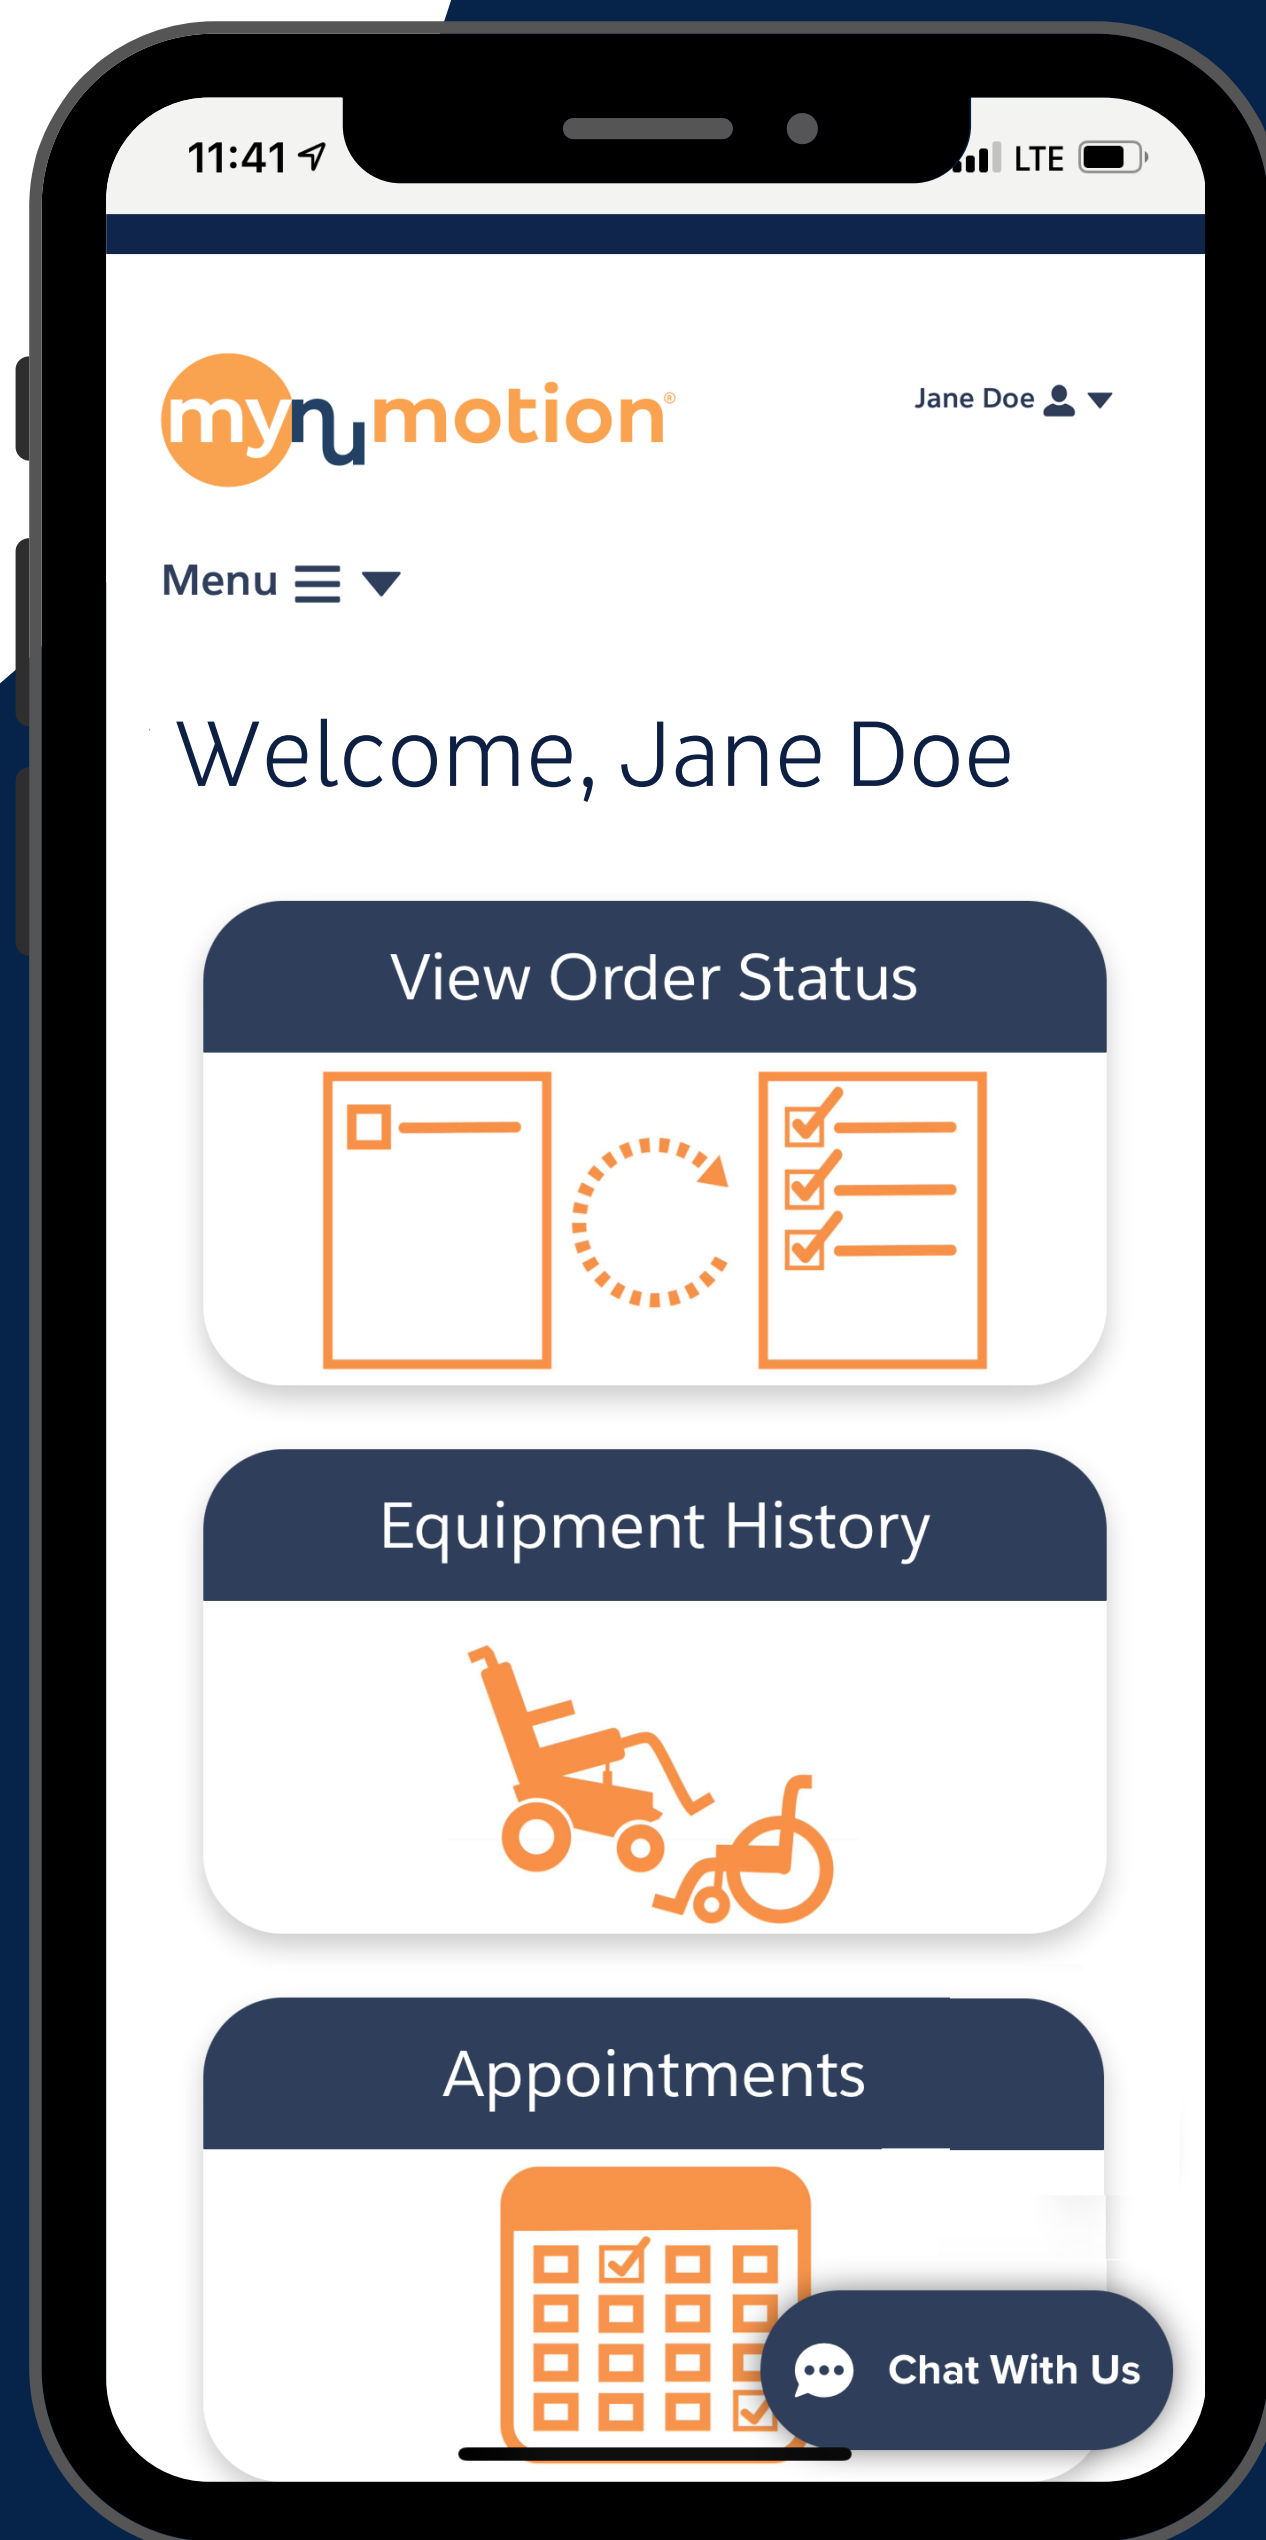 11:41 LTE
mynumotion®
Jane Doe
Menu
Welcome, Jane Doe
View Order Status
Equipment History
Appointments
Chat With Us